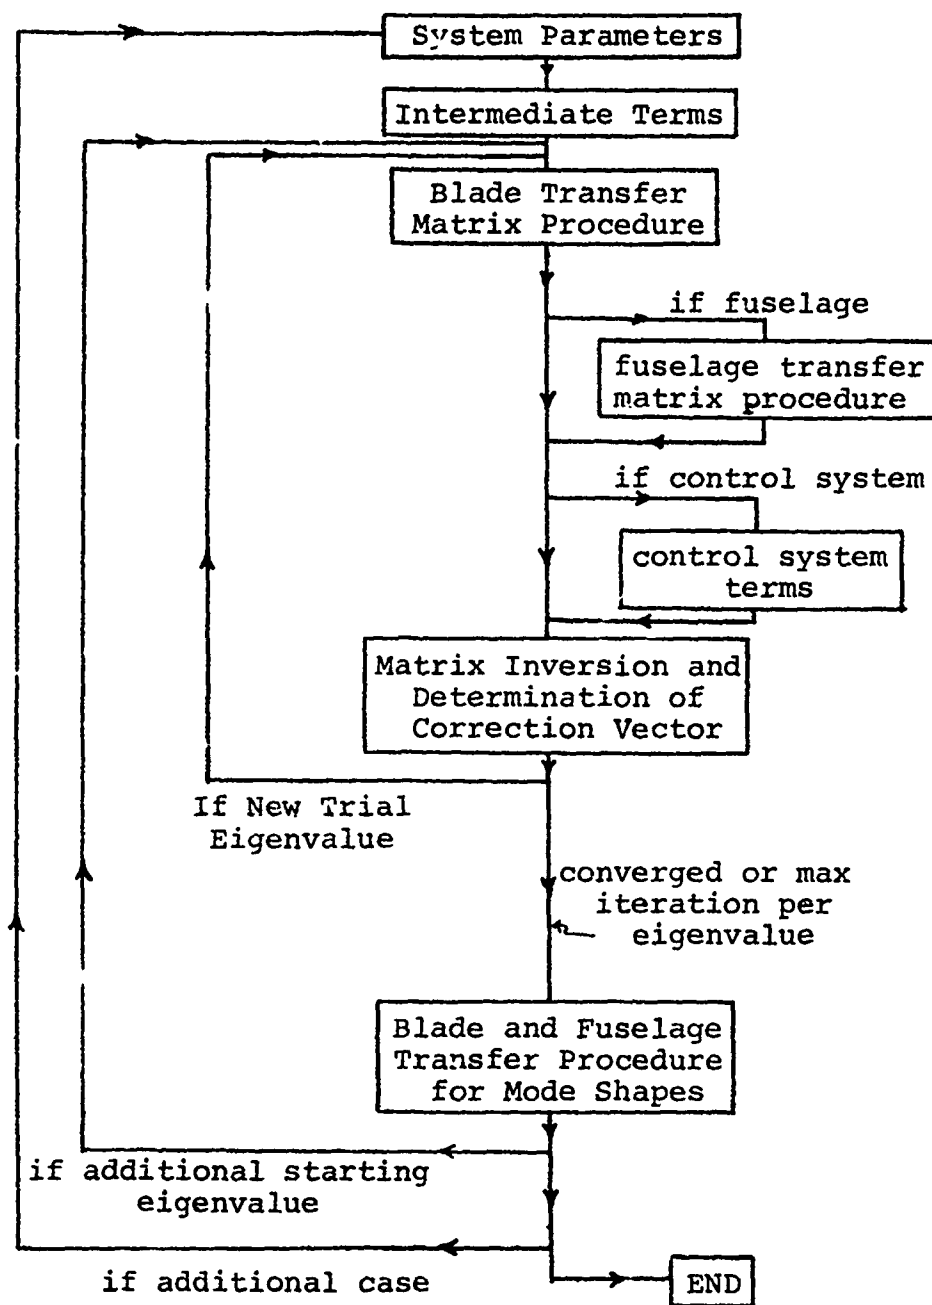 System Parameters
Intermediate Terms
Blade Transfer
Matrix Procedure
if fuselage
fuselage transfer
matrix procedure
if control system
control system
terms
Matrix Inversion and
Determination of
Correction Vector
If New Trial
Eigenvalue
converged or max
iteration per
eigenvalue
Blade and Fuselage
Transfer Procedure
for Mode Shapes
if additional starting
eigenvalue
if additional case
END